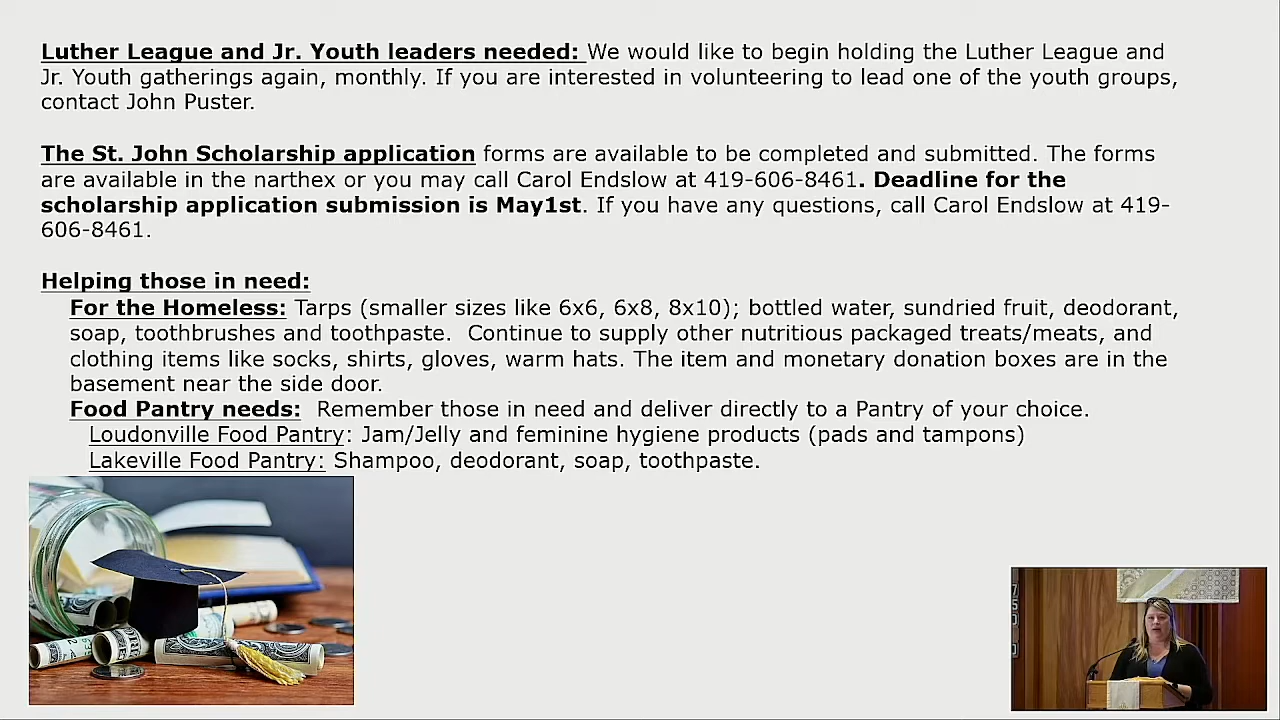 Luther League and Jr. Youth leaders needed: We would like to begin holding the Luther League and
Jr. Youth gatherings again, monthly. If you are interested in volunteering to lead one of the youth groups,
contact John Puster.
The St. John Scholarship application forms are available to be completed and submitted. The forms
are available in the narthex or you may call Carol Endslow at 419-606-8461. Deadline for the
scholarship application submission is May1st. If you have any questions, call Carol Endslow at 419-
606-8461.
Helping those in need:
For the Homeless: Tarps (smaller sizes like 6x6, 6x8, 8x10); bottled water, sundried fruit, deodorant,
soap, toothbrushes and toothpaste.  Continue to supply other nutritious packaged treats/meats, and
clothing items like socks, shirts, gloves, warm hats. The item and monetary donation boxes are in the
basement near the side door.
Food Pantry needs:  Remember those in need and deliver directly to a Pantry of your choice.
Loudonville Food Pantry: Jam/Jelly and feminine hygiene products (pads and tampons)
Lakeville Food Pantry: Shampoo, deodorant, soap, toothpaste.